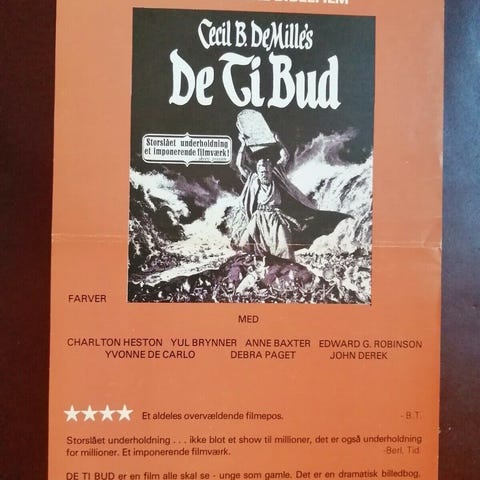 BIBELFILM
Cecil B. DeMille's
De Ti Bud
Storslået underholdning
et imponerende filmværk!
FARVER
MED
CHARLTON HESTON YUL BRYNNER ANNE BAXTER EDWARD G. ROBINSON
YVONNE DE CARLO DEBRA PAGET JOHN DEREK
★★★★ Et aldeles overvældende filmepos. -B.T.
Storslået underholdning . . . ikke blot et show til millioner, det er også underholdning
for millioner. Et imponerende filmværk. -Berl. Tid.
DE TI BUD er en film alle skal se - unge som gamle. Det er en dramatisk billedbog,